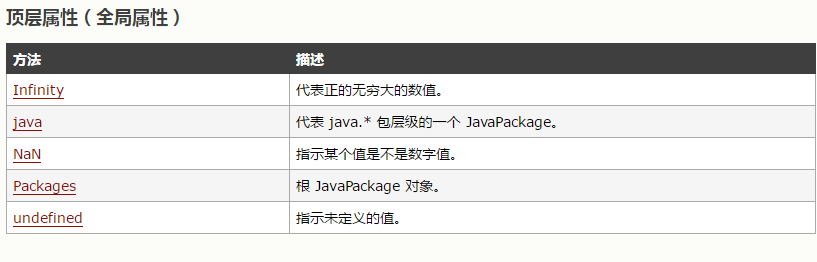 顶层属性（全局属性）
方法 描述
Infinity 代表正的无穷大的数值。
java 代表 java.* 包层级的一个 JavaPackage。
NaN 指示某个值是不是数字值。
Packages 根 JavaPackage 对象。
undefined 指示未定义的值。